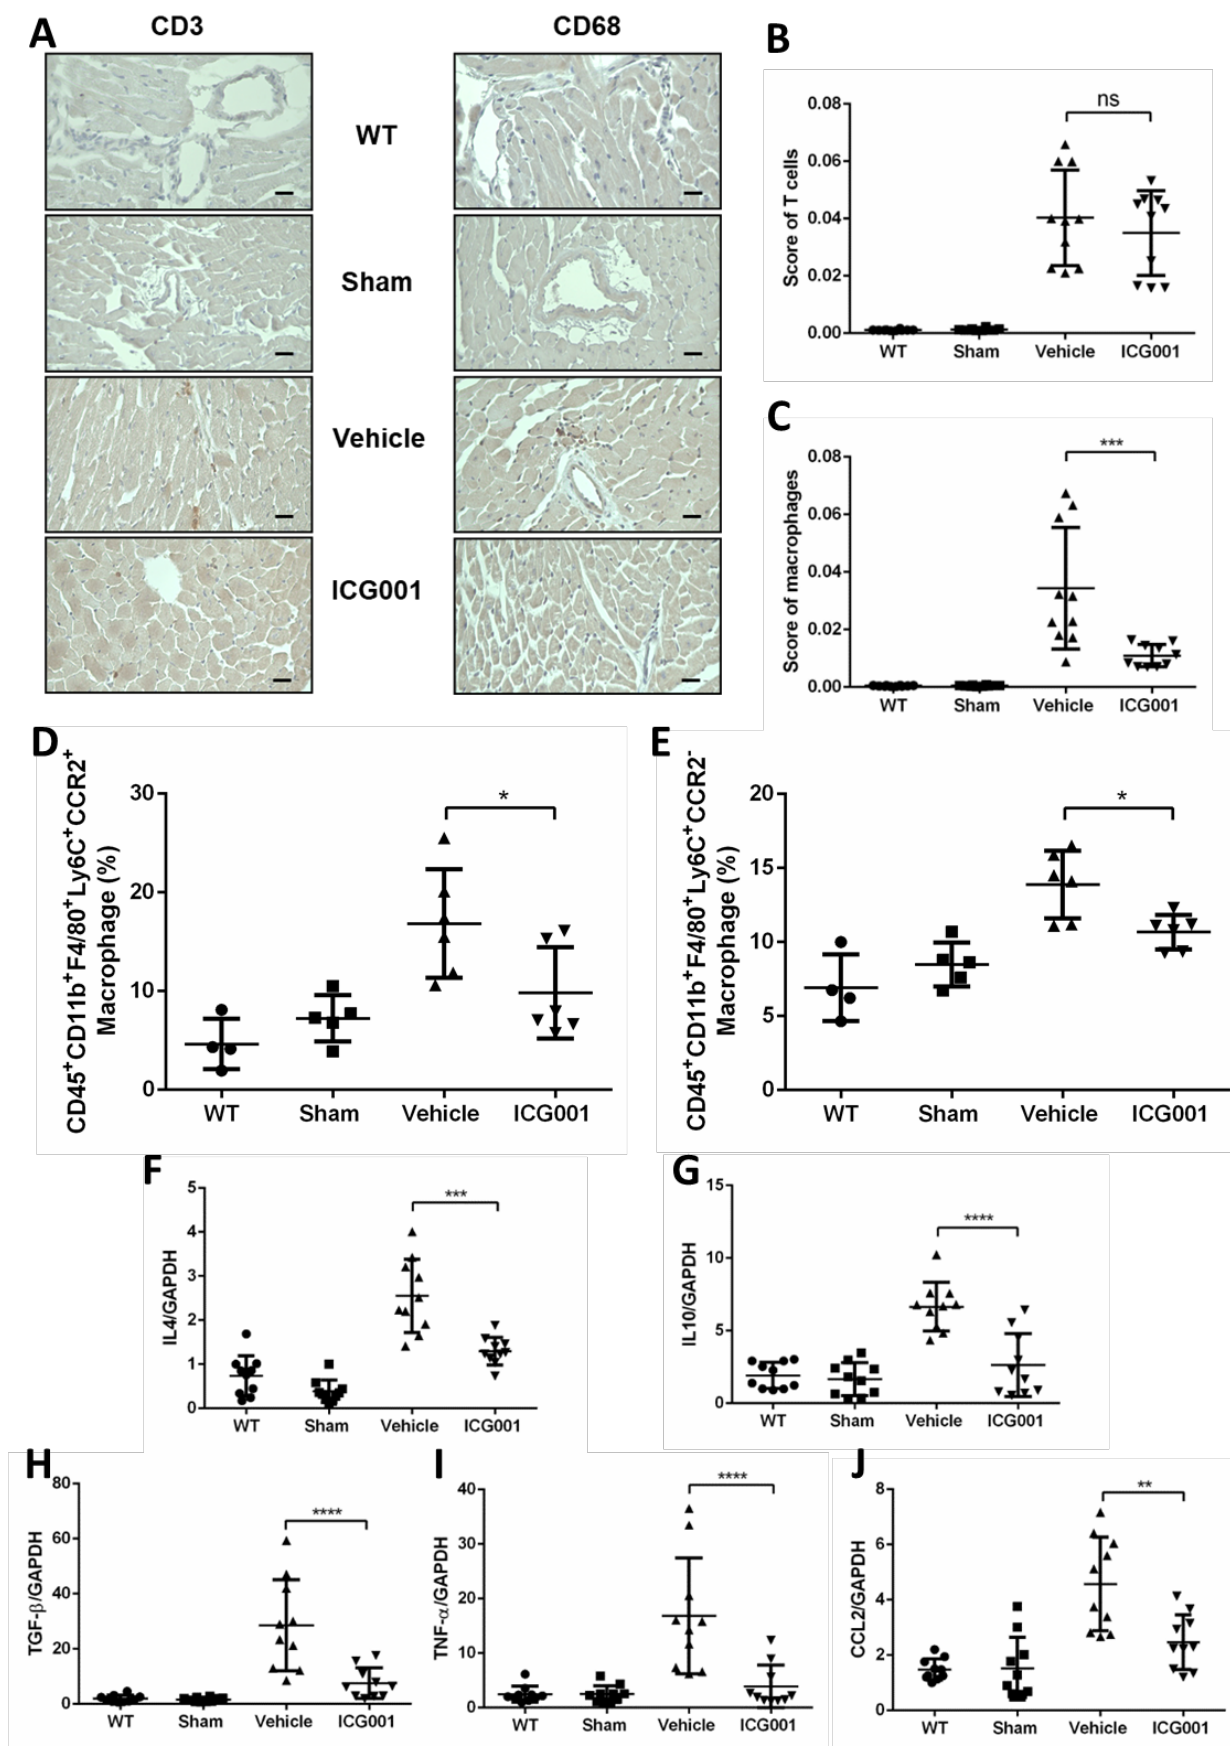 A
CD3
CD68
WT
Sham
Vehicle
ICG001
B
ns
Score of T cells
0.08
0.06
0.04
0.02
0.00
WT Sham Vehicle ICG001
C
***
Score of macrophages
0.08
0.06
0.04
0.02
0.00
WT Sham Vehicle ICG001
D
*
CD45⁺CD11b⁺F4/80⁺Ly6C⁺CCR2⁺
Macrophage (%)
30
20
10
0
WT Sham Vehicle ICG001
E
*
CD45⁺CD11b⁺F4/80⁺Ly6C⁺CCR2⁻
Macrophage (%)
20
15
10
5
0
WT Sham Vehicle ICG001
F
***
IL4/GAPDH
5
4
3
2
1
0
WT Sham Vehicle ICG001
G
****
IL10/GAPDH
15
10
5
0
WT Sham Vehicle ICG001
H
****
TGF-β/GAPDH
80
60
40
20
0
WT Sham Vehicle ICG001
I
****
TNF-α/GAPDH
40
30
20
10
0
WT Sham Vehicle ICG001
J
**
CCL2/GAPDH
8
6
4
2
0
WT Sham Vehicle ICG001